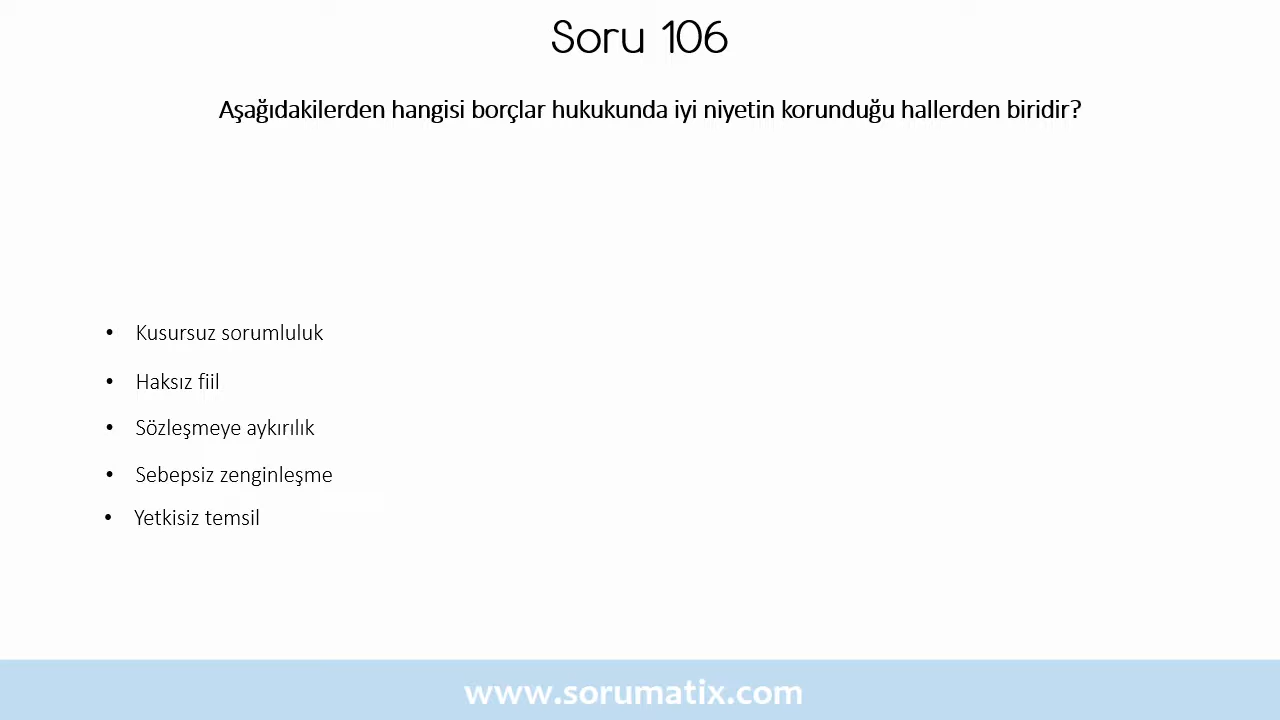 Soru 106
Aşağıdakilerden hangisi borçlar hukukunda iyi niyetin korunduğu hallerden biridir?
• Kusursuz sorumluluk
• Haksız fiil
• Sözleşmeye aykırılık
• Sebepsiz zenginleşme
• Yetkisiz temsil
www.sorumatix.com